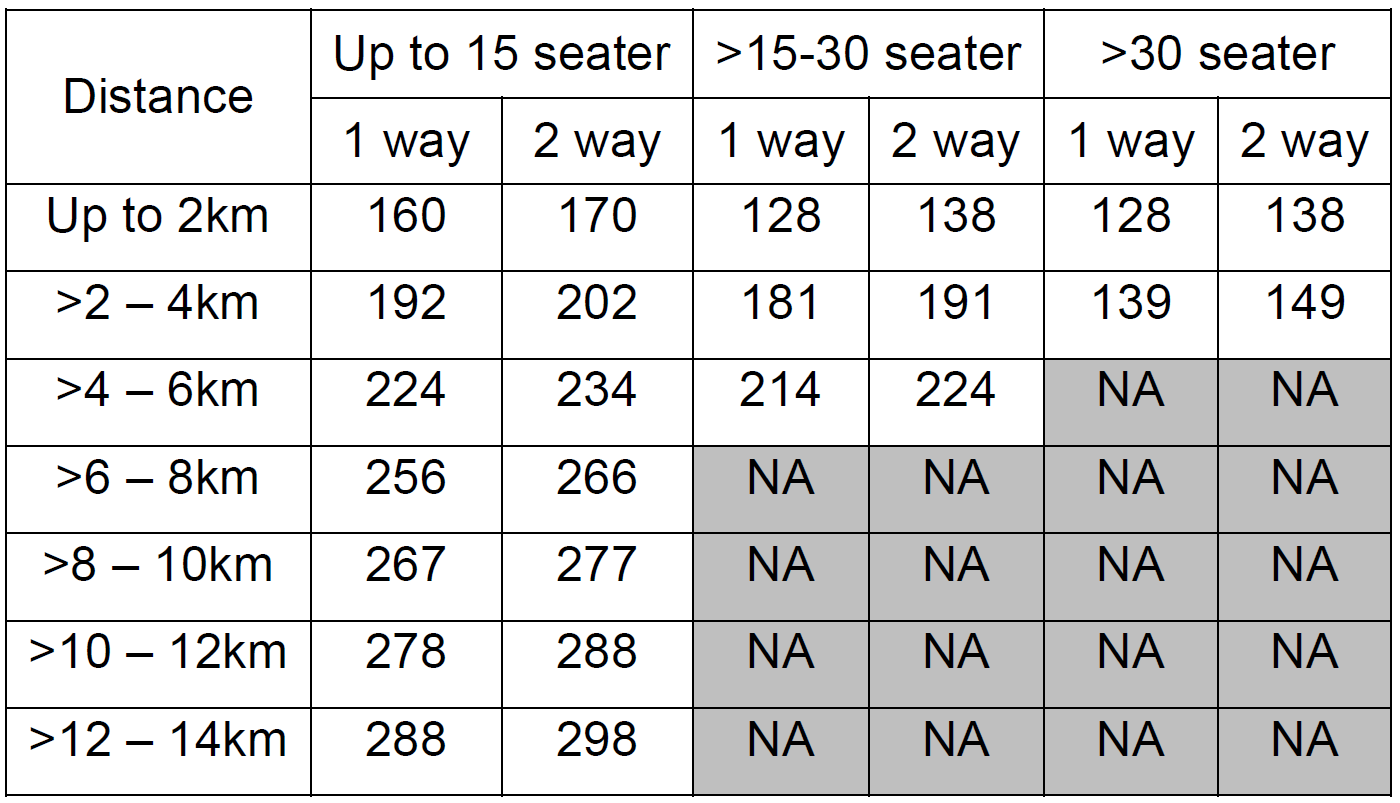 Distance Up to 15 seater >15-30 seater >30 seater
1 way 2 way 1 way 2 way 1 way 2 way
Up to 2km 160 170 128 138 128 138
>2 – 4km 192 202 181 191 139 149
>4 – 6km 224 234 214 224 NA NA
>6 – 8km 256 266 NA NA NA NA
>8 – 10km 267 277 NA NA NA NA
>10 – 12km 278 288 NA NA NA NA
>12 – 14km 288 298 NA NA NA NA